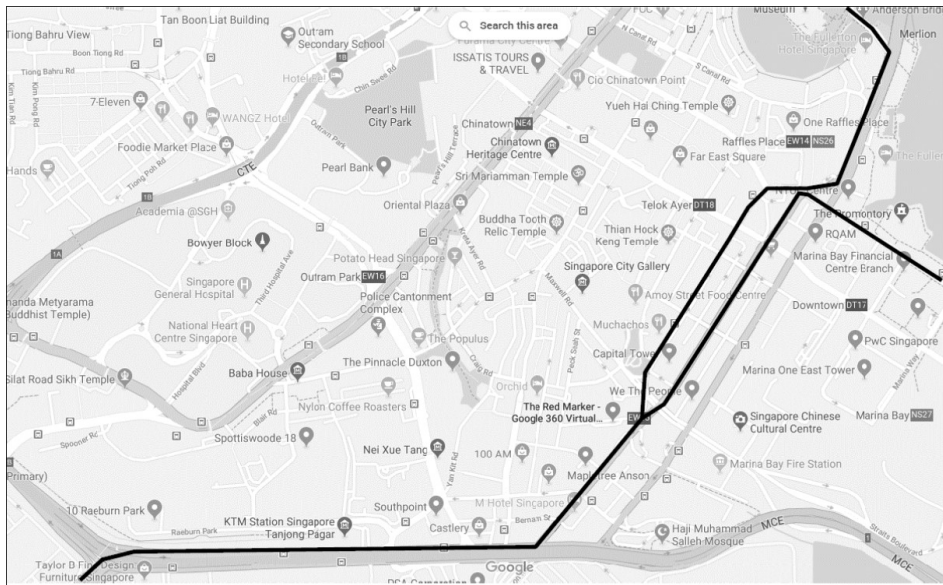 Tan Boon Liat Building
Tiong Bahru View
Boon Tiong Rd
Tiong Bahru Rd
Kim Tian Rd
Kim Pong Rd
Outram
Secondary School
1B
Chin Swee Rd
Search this area
ISSATIS TOURS
& TRAVEL
N Canal Rd
S Canal Rd
Museum
Anderson
The Fullerton
Hotel Singapore
Merlion
7-Eleven
WANGZ Hotel
Foodie Market Place
Outram Park
Pearl's Hill
City Park
Cio Chinatown Point
Yueh Hai Ching Temple
One Raffles Place
Chinatown NE4
Raffles Place EW14 NS26
Chinatown
Heritage Centre
Far East Square
The Fuller
Hands
Tiong Poh Rd
CTE
Pearl Bank
Pearl's Hill Terrace
Sri Mariamman Temple
1B
Academia @SGH
Oriental Plaza
Telok Ayer DT18
Centre
The Promontory
Buddha Tooth
Relic Temple
Thian Hock
Keng Temple
RQAM
Bowyer Block
1A
Third Hospital Ave
Kreta Ayer Rd
Potato Head Singapore
Marina Bay Financial
Centre Branch
Singapore City Gallery
Outram Park EW16
Singapore
General Hospital
Maxwell Rd
Amoy Street Food Centre
Police Cantonment
Complex
Downtown DT17
manda Metyarama
Buddhist Temple)
National Heart
Centre Singapore
The Populus
Muchachos
Peck Seah St
PwC Singapore
Capital Tower
The Pinnacle Duxton
Craig Rd
Marina One East Tower
Marina Way
Silat Road Sikh Temple
Hospital Blvd
Baba House
Orchid
We The People
Nylon Coffee Roasters
The Red Marker -
Google 360 Virtual...
Marina Bay NS27
Singapore Chinese
Cultural Centre
Blair Rd
Spooner Rd
Spottiswoode 18
Nei Xue Tang
100 AM
Marina Bay Fire Station
Primary)
Yan Kit Rd
Mapletree Anson
10 Raeburn Park
Southpoint
M Hotel Singapore
Bernam St
KTM Station Singapore
Tanjong Pagar
Castlery
Raeburn Park
Haji Muhammad
Salleh Mosque
MCE
Straits Boulevard
MCE
Taylor B Fine Design
Furniture Singapore
Google